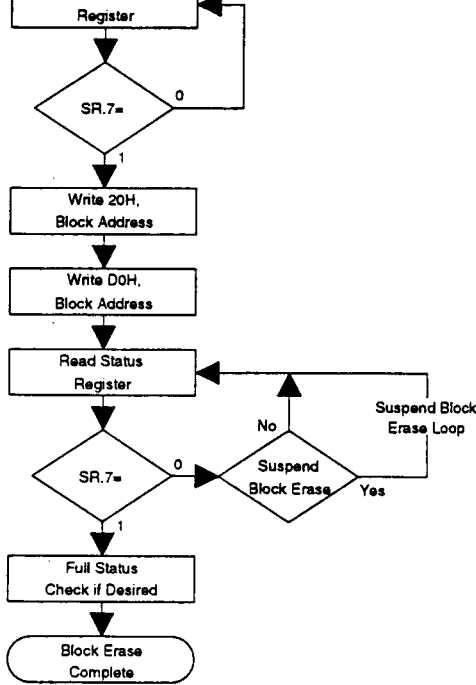 Register
SR.7=
0
1
Write 20H,
Block Address
Write D0H,
Block Address
Read Status
Register
Suspend Block
Erase Loop
No
SR.7=
0
Suspend
Block Erase
Yes
1
Full Status
Check if Desired
Block Erase
Complete